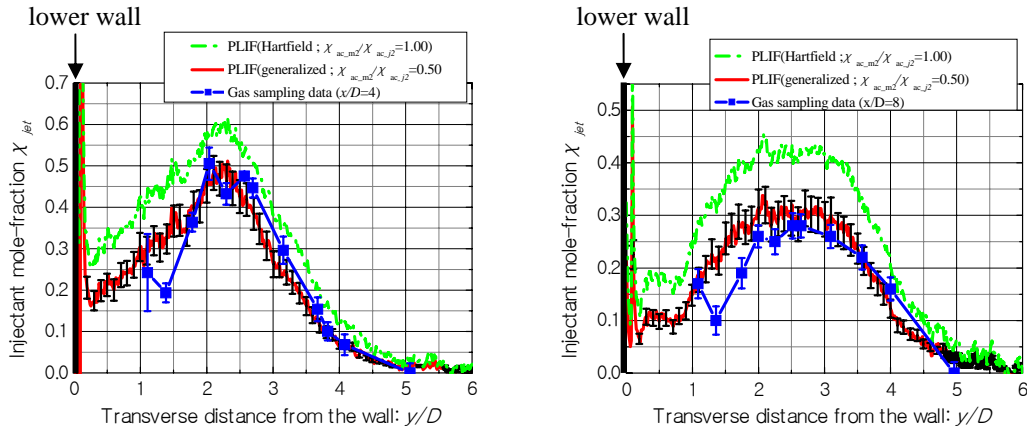 lower wall
PLIF(Hartfield ; χ ac_m2/χ ac_j2=1.00)
PLIF(generalized ; χ ac_m2/χ ac_j2=0.50
Gas sampling data (x/D=4)
0.7
0.6
0.5
0.4
0.3
0.2
0.1
0.0
Injectant mole-fraction χ jet
0 1 2 3 4 5 6
Transverse distance from the wall: y/D
lower wall
PLIF(Hartfield ;χ ac_m2/χ ac_j2=1.00)
PLIF(generalized ; χ ac_m2/χ ac_j2=0.50)
Gas sampling data (x/D=8)
0.5
0.4
0.3
0.2
0.1
0.0
Injectant mole-fraction χ jet
0 1 2 3 4 5 6
Transverse distance from the wall: y/D